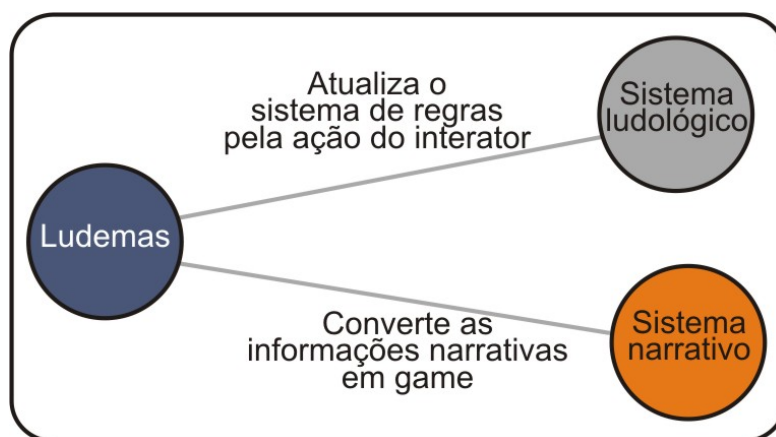 Atualiza o
sistema de regras
pela ação do interator
Sistema
ludológico
Ludemas
Converte as
informações narrativas
em game
Sistema
narrativo